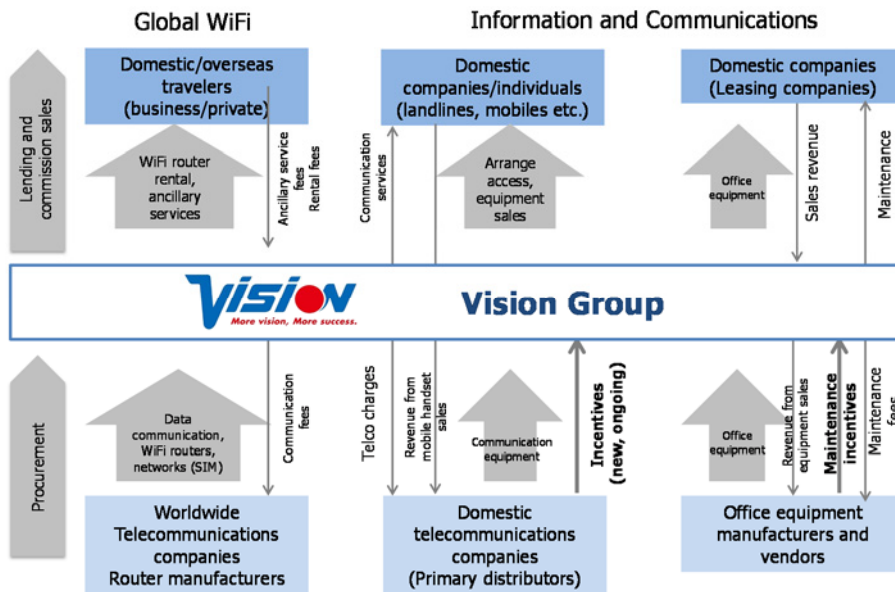 Global WiFi
Information and Communications
Lending and
commission sales
Domestic/overseas
travelers
(business/private)
Domestic
companies/individuals
(landlines, mobiles etc.)
Domestic companies
(Leasing companies)
WiFi router
rental,
ancillary
services
Ancillary service
fees
Rental fees
Communication
services
Arrange
access,
equipment
sales
Office
equipment
Sales revenue
Maintenance
VISION
More vision, More success.
Vision Group
Procurement
Data
communication,
WiFi routers,
networks (SIM)
Communication
fees
Telco charges
Revenue from
mobile handset
sales
Communication
equipment
Incentives
(new, ongoing)
Office
equipment
Revenue from
equipment sales
Maintenance
incentives
Maintenance
fees
Worldwide
Telecommunications
companies
Router manufacturers
Domestic
telecommunications
companies
(Primary distributors)
Office equipment
manufacturers and
vendors